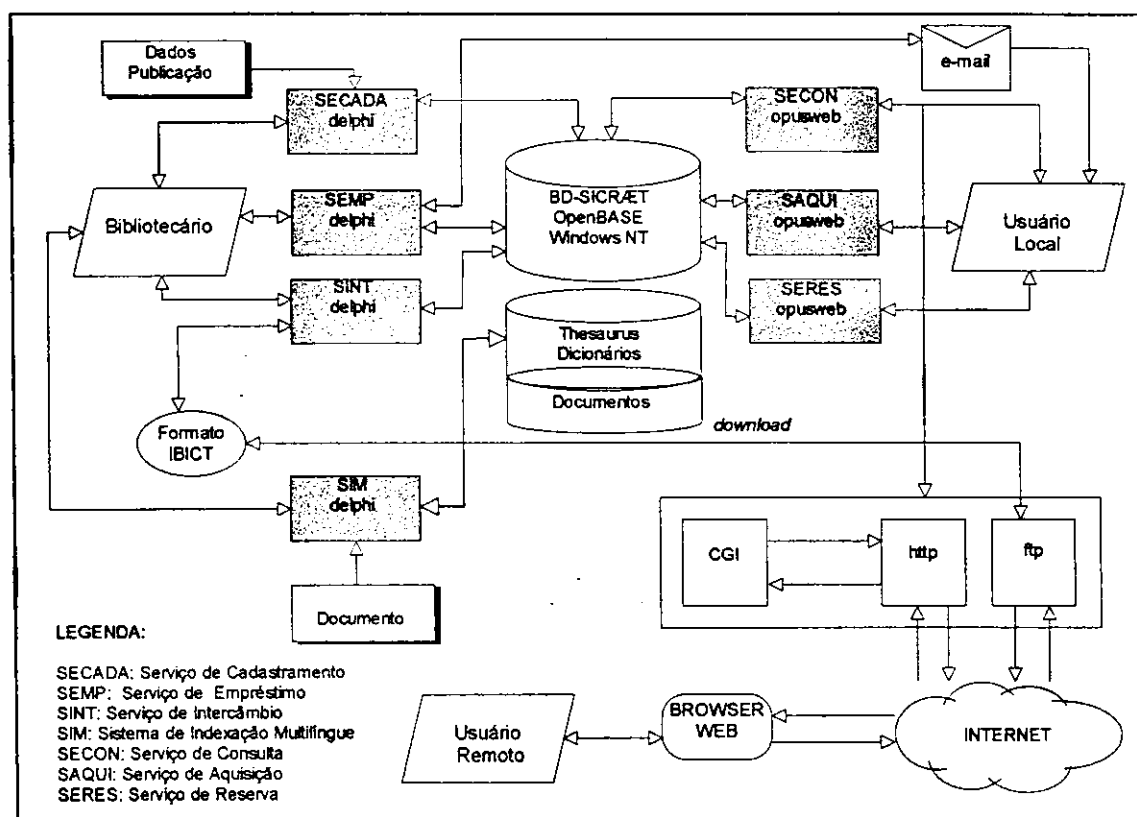 Dados
Publicação
e-mail
SECADA
delphi
SECON
opusweb
Bibliotecário
SEMP
delphi
BD-SICRÆT
OpenBASE
Windows NT
SAQUI
opusweb
Usuário
Local
SINT
delphi
SERES
opusweb
Thesaurus
Dicionários
Documentos
download
Formato
IBICT
SIM
delphi
CGI
http
ftp
Documento
LEGENDA:
SECADA: Serviço de Cadastramento
SEMP: Serviço de Empréstimo
SINT: Serviço de Intercâmbio
SIM: Sistema de Indexação Multilíngue
SECON: Serviço de Consulta
SAQUI: Serviço de Aquisição
SERES: Serviço de Reserva
Usuário
Remoto
BROWSER
WEB
INTERNET